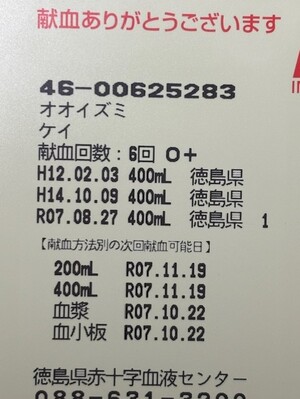 献血ありがとうございます
46-00625283
オオイズミ
ケイ
献血回数：6回 O+
H12.02.03 400mL 徳島県
H14.10.09 400mL 徳島県
R07.08.27 400mL 徳島県 1
【献血方法別の次回献血可能日】
200mL R07.11.19
400mL R07.11.19
血漿 R07.10.22
血小板 R07.10.22
徳島県赤十字血液センター
088-631-3200